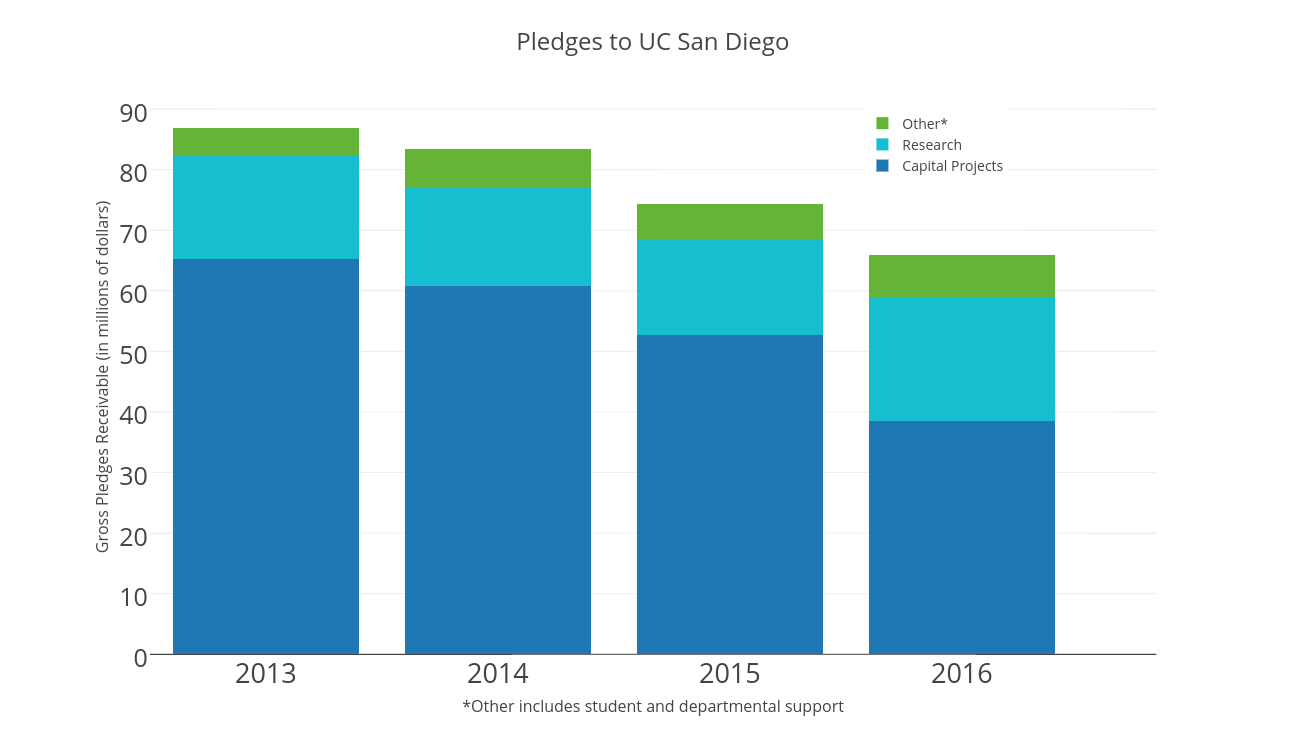 Pledges to UC San Diego
Gross Pledges Receivable (in millions of dollars)
90
80
70
60
50
40
30
20
10
0
Other*
Research
Capital Projects
2013 2014 2015 2016
*Other includes student and departmental support